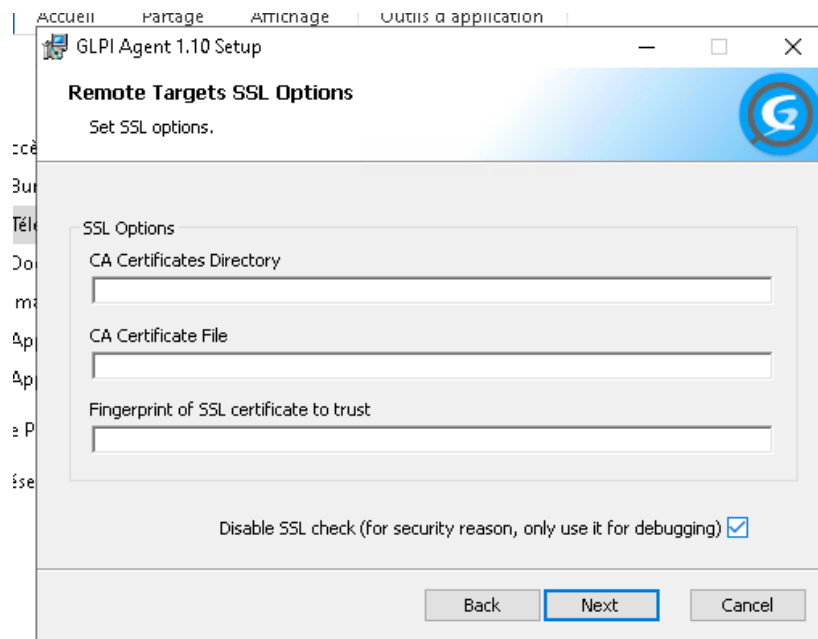 Accueil Partage Affichage Outils d'application
GLPI Agent 1.10 Setup
Remote Targets SSL Options
Set SSL options.
SSL Options
CA Certificates Directory
CA Certificate File
Fingerprint of SSL certificate to trust
Disable SSL check (for security reason, only use it for debugging)
Back Next Cancel